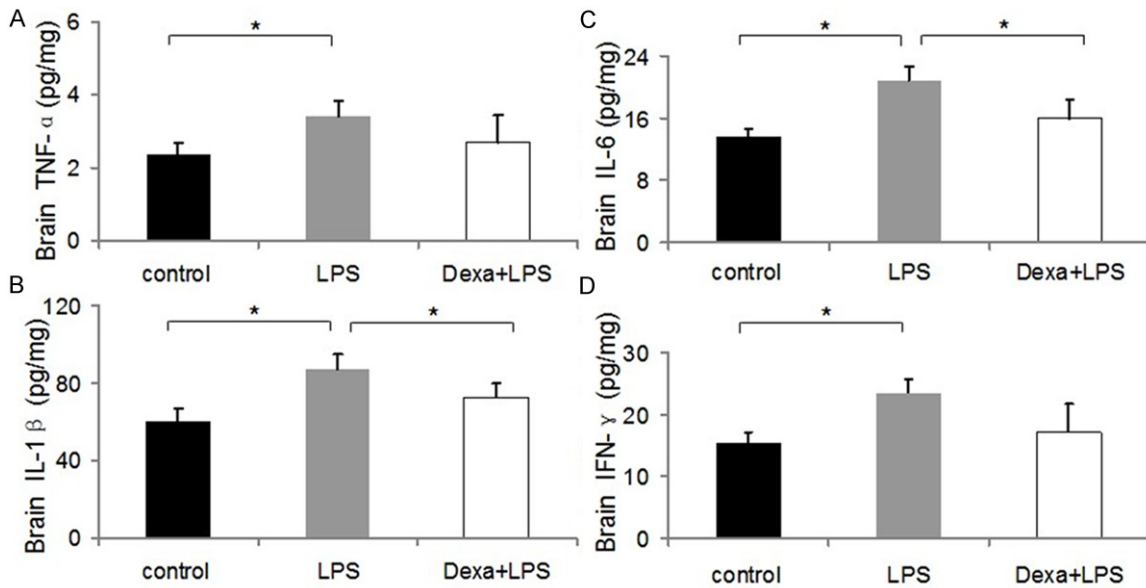 A
Brain TNF-α (pg/mg)
6
4
2
0
*
control LPS Dexa+LPS
B
Brain IL-1β (pg/mg)
120
80
40
0
* *
control LPS Dexa+LPS
C
Brain IL-6 (pg/mg)
24
16
8
0
* *
control LPS Dexa+LPS
D
Brain IFN-γ (pg/mg)
30
20
10
0
*
control LPS Dexa+LPS